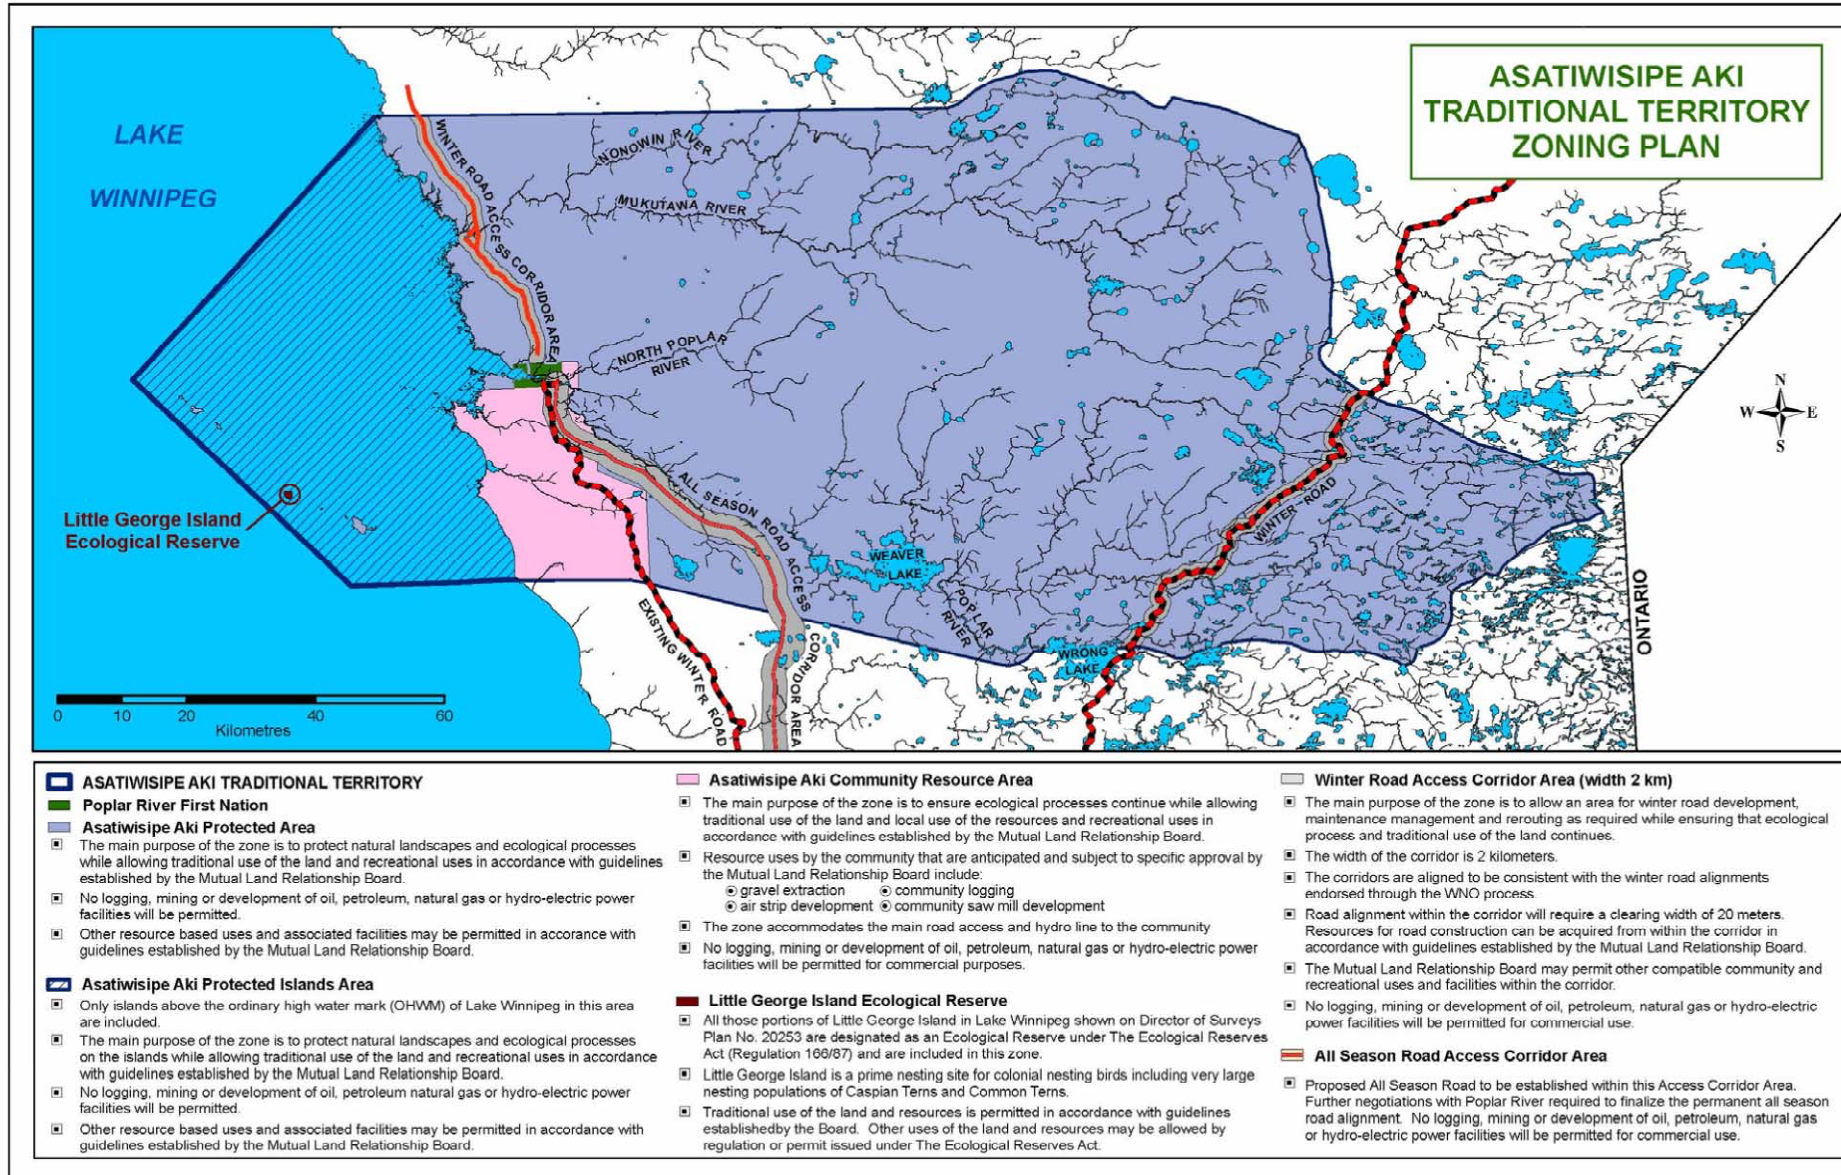 ASATIWISIPE AKI
TRADITIONAL TERRITORY
ZONING PLAN
LAKE
WINNIPEG
WINTER ROAD ACCESS CORRIDOR AREA
NONOWIN RIVER
MUKUTAWA RIVER
NORTH POPLAR
RIVER
N
W E
S
ALL SEASON ROAD ACCESS CORRIDOR AREA
WINTER ROAD
Little George Island
Ecological Reserve
WEAVER
LAKE
POPLAR
RIVER
WRONG
LAKE
EXISTING WINTER ROAD
ONTARIO
0 10 20 40 60
Kilometres
ASATIWISIPE AKI TRADITIONAL TERRITORY
Poplar River First Nation
Asatiwisipe Aki Protected Area
The main purpose of the zone is to protect natural landscapes and ecological processes
while allowing traditional use of the land and recreational uses in accordance with guidelines
established by the Mutual Land Relationship Board.
No logging, mining or development of oil, petroleum, natural gas or hydro-electric power
facilities will be permitted.
Other resource based uses and associated facilities may be permitted in accorance with
guidelines established by the Mutual Land Relationship Board.
Asatiwisipe Aki Protected Islands Area
Only islands above the ordinary high water mark (OHWM) of Lake Winnipeg in this area
are included.
The main purpose of the zone is to protect natural landscapes and ecological processes
on the islands while allowing traditional use of the land and recreational uses in accordance
with guidelines established by the Mutual Land Relationship Board.
No logging, mining or development of oil, petroleum natural gas or hydro-electric power
facilities will be permitted.
Other resource based uses and associated facilities may be permitted in accordance with
guidelines established by the Mutual Land Relationship Board.
Asatiwisipe Aki Community Resource Area
The main purpose of the zone is to ensure ecological processes continue while allowing
traditional use of the land and local use of the resources and recreational uses in
accordance with guidelines established by the Mutual Land Relationship Board.
Resource uses by the community that are anticipated and subject to specific approval by
the Mutual Land Relationship Board include:
gravel extraction community logging
air strip development community saw mill development
The zone accommodates the main road access and hydro line to the community
No logging, mining or development of oil, petroleum, natural gas or hydro-electric power
facilities will be permitted for commercial purposes.
Little George Island Ecological Reserve
All those portions of Little George Island in Lake Winnipeg shown on Director of Surveys
Plan No. 20253 are designated as an Ecological Reserve under The Ecological Reserves
Act (Regulation 166/87) and are included in this zone.
Little George Island is a prime nesting site for colonial nesting birds including very large
nesting populations of Caspian Terns and Common Terns.
Traditional use of the land and resources is permitted in accordance with guidelines
establishedby the Board. Other uses of the land and resources may be allowed by
regulation or permit issued under The Ecological Reserves Act.
Winter Road Access Corridor Area (width 2 km)
The main purpose of the zone is to allow an area for winter road development,
maintenance management and rerouting as required while ensuring that ecological
process and traditional use of the land continues.
The width of the corridor is 2 kilometers.
The corridors are aligned to be consistent with the winter road alignments
endorsed through the WNO process.
Road alignment within the corridor will require a clearing width of 20 meters.
Resources for road construction can be acquired from within the corridor in
accordance with guidelines established by the Mutual Land Relationship Board.
The Mutual Land Relationship Board may permit other compatible community and
recreational uses and facilities within the corridor.
No logging, mining or development of oil, petroleum, natural gas or hydro-electric
power facilities will be permitted for commercial use.
All Season Road Access Corridor Area
Proposed All Season Road to be established within this Access Corridor Area.
Further negotiations with Poplar River required to finalize the permanent all season
road alignment. No logging, mining or development of oil, petroleum, natural gas
or hydro-electric power facilities will be permitted for commercial use.